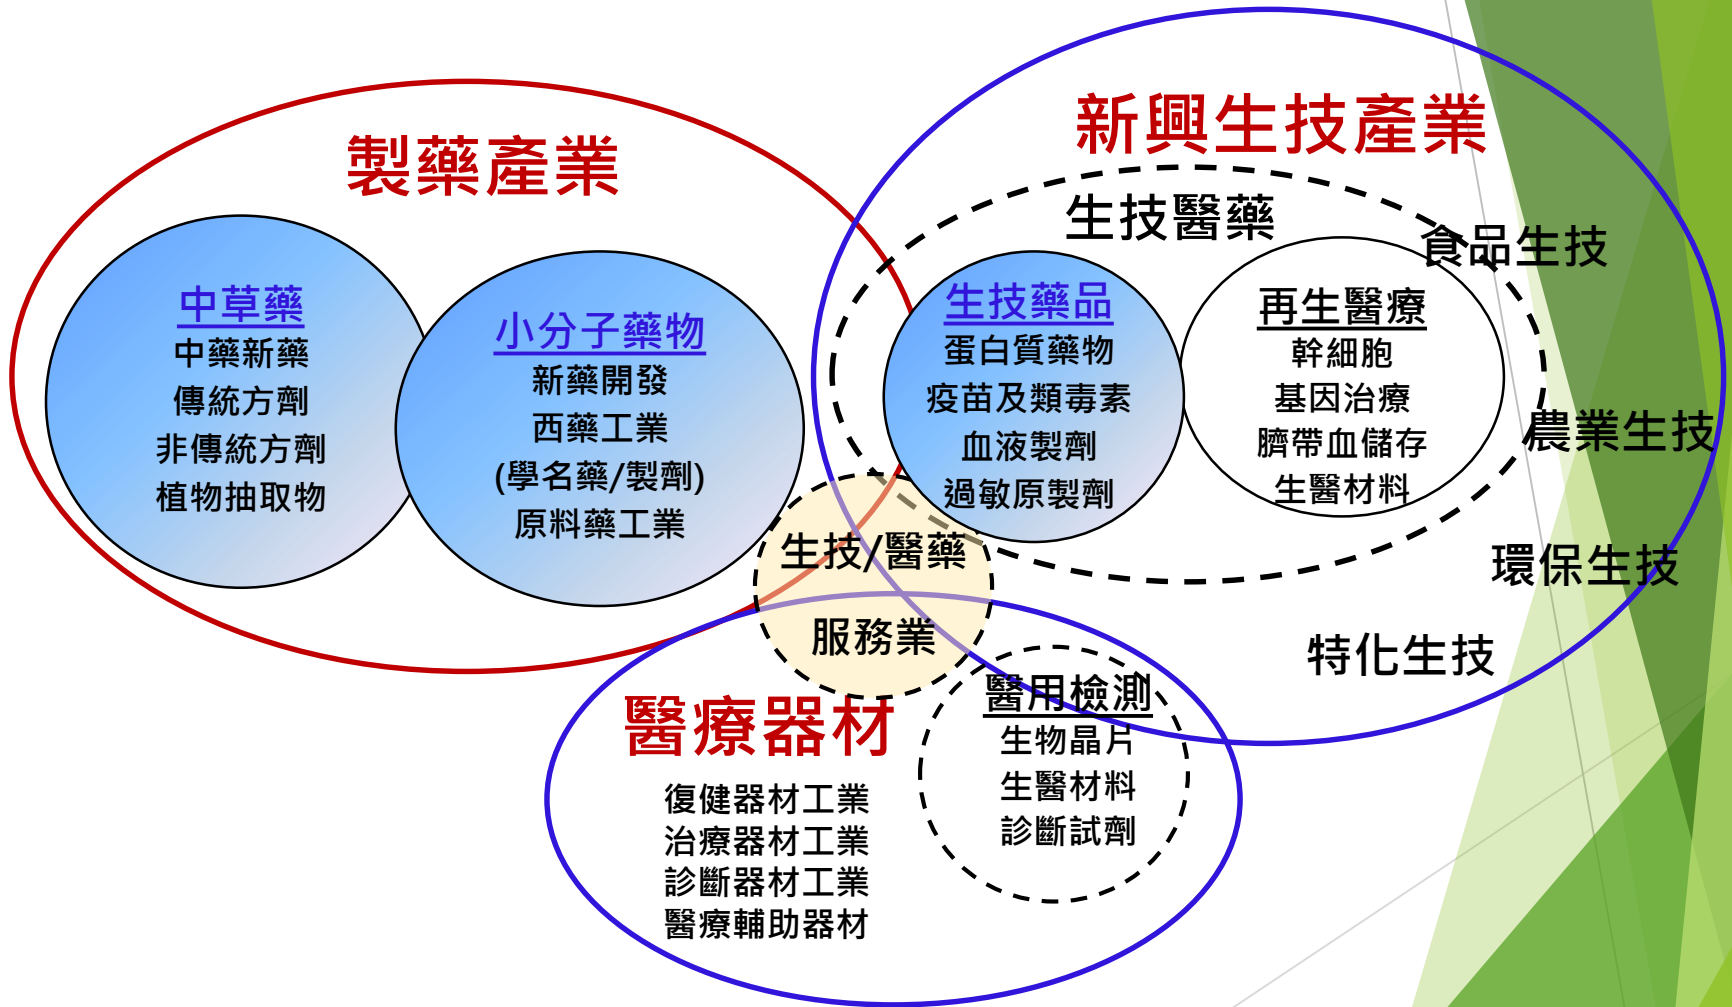 製藥產業
中草藥
中藥新藥
傳統方劑
非傳統方劑
植物抽取物
小分子藥物
新藥開發
西藥工業
(學名藥/製劑)
原料藥工業
新興生技產業
生技醫藥
生技藥品
蛋白質藥物
疫苗及類毒素
血液製劑
過敏原製劑
再生醫療
幹細胞
基因治療
臍帶血儲存
生醫材料
食品生技
農業生技
環保生技
特化生技
生技/醫藥
服務業
醫療器材
復健器材工業
治療器材工業
診斷器材工業
醫療輔助器材
醫用檢測
生物晶片
生醫材料
診斷試劑